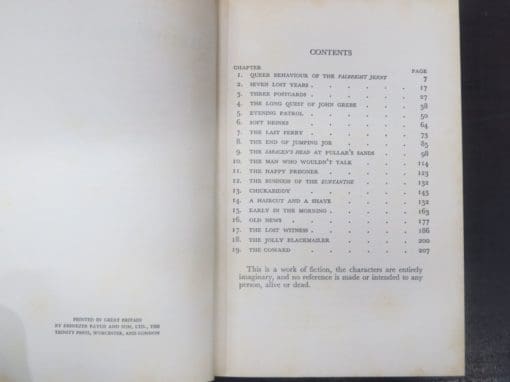 CONTENTS
CHAPTER PAGE
1. QUEER BEHAVIOUR OF THE PALBRIGHT JENNY 7
2. SEVEN LOST YEARS . . . . . . 17
3. THREE POSTCARDS . . . . . . 27
4. THE LONG QUEST OF JOHN GREBE . . . . 38
5. EVENING PATROL . . . . . . 50
6. SOFT DRINKS . . . . . . 64
7. THE LAST FERRY . . . . . . 73
8. THE END OF JUMPING JOE . . . . . 85
9. THE SARACEN'S HEAD AT PULLAR'S SANDS . . . 98
10. THE MAN WHO WOULDN'T TALK . . . . 114
11. THE HAPPY PRISONER . . . . . 123
12. THE BUSINESS OF THE EUPFANTHE . . . . 132
13. CHICKABIDDY . . . . . . 145
14. A HAIRCUT AND A SHAVE . . . . . 152
15. EARLY IN THE MORNING . . . . . 163
16. OLD NEWS . . . . . . 177
17. THE LOST WITNESS . . . . . . 186
18. THE JOLLY BLACKMAILER . . . . . 200
19. THE COWARD . . . . . . 207
This is a work of fiction, the characters are entirely
imaginary, and no reference is made or intended to any
person, alive or dead.
PRINTED IN GREAT BRITAIN
BY EBENEZER BAYLIS AND SON, LTD., THE
TRINITY PRESS, WORCESTER, AND LONDON